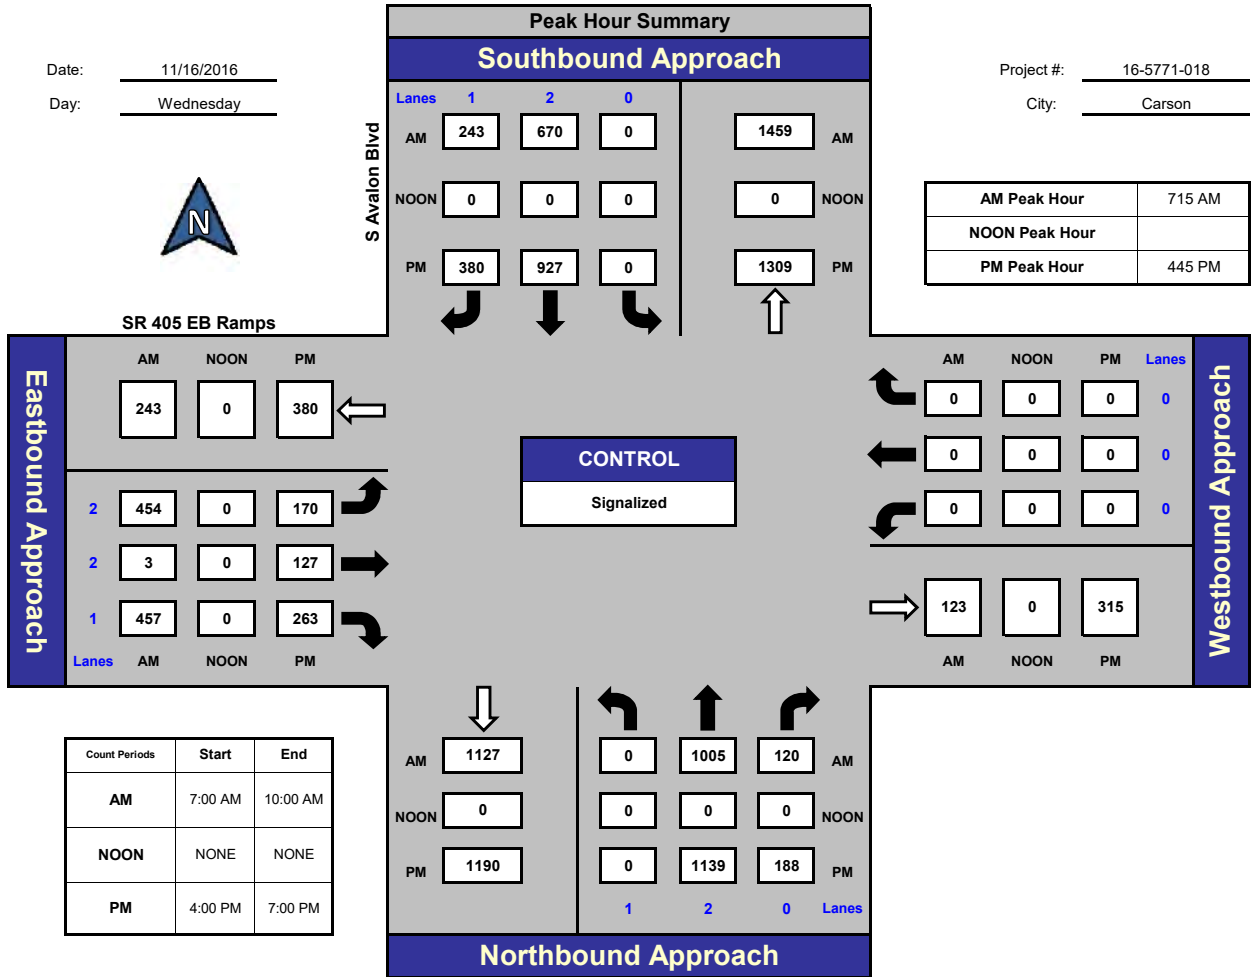 Peak Hour Summary
Southbound Approach
Date: 11/16/2016
Day: Wednesday
Project #: 16-5771-018
City: Carson
N
S Avalon Blvd
Lanes 1 2 0
AM 243 670 0 1459 AM
NOON 0 0 0 0 NOON
PM 380 927 0 1309 PM
AM Peak Hour 715 AM
NOON Peak Hour
PM Peak Hour 445 PM
SR 405 EB Ramps
Eastbound Approach
AM NOON PM
243 0 380
2 454 0 170
2 3 0 127
1 457 0 263
Lanes AM NOON PM
CONTROL
Signalized
AM NOON PM Lanes
0 0 0 0
0 0 0 0
0 0 0 0
123 0 315
AM NOON PM
Westbound Approach
Count Periods Start End
AM 7:00 AM 10:00 AM
NOON NONE NONE
PM 4:00 PM 7:00 PM
AM 1127 0 1005 120 AM
NOON 0 0 0 0 NOON
PM 1190 0 1139 188 PM
1 2 0 Lanes
Northbound Approach